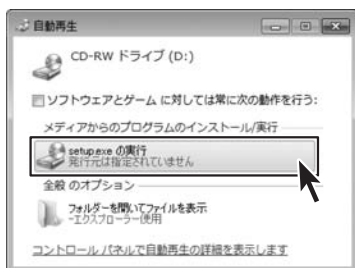 自動再生
CD-RW ドライブ (D:)
ソフトウェアとゲーム に対しては常に次の動作を行う:
メディアからのプログラムのインストール/実行
setup.exe の実行
発行元は指定されていません
全般 のオプション
フォルダーを開いてファイルを表示
-エクスプローラー使用
コントロール パネルで自動再生の詳細を表示します